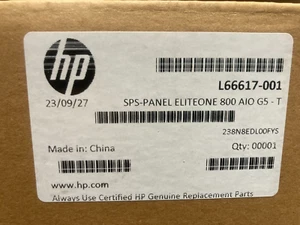 hp
L66617-001
23/09/27
SPS-PANEL ELITEONE 800 AIO G5 - T
238N8EDL00FYS
Made in: China
Qty: 00001
www.hp.com
Always Use Certified HP Genuine Replacement Parts